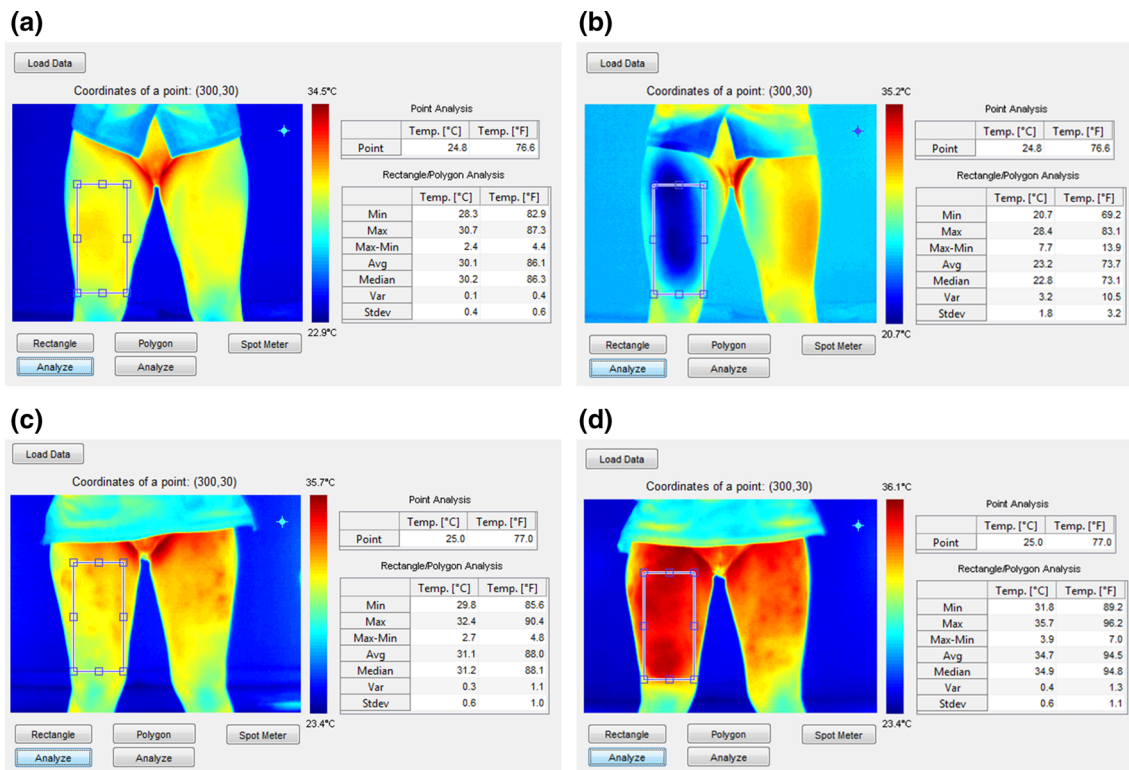 (a)
Load Data
Coordinates of a point: (300,30)
34.5°C
22.9°C
Point Analysis
Temp. [°C] Temp. [°F]
Point 24.8 76.6
Rectangle/Polygon Analysis
Temp. [°C] Temp. [°F]
Min 28.3 82.9
Max 30.7 87.3
Max-Min 2.4 4.4
Avg 30.1 86.1
Median 30.2 86.3
Var 0.1 0.4
Stdev 0.4 0.6
Rectangle Polygon Spot Meter
Analyze Analyze
(b)
Load Data
Coordinates of a point: (300,30)
35.2°C
20.7°C
Point Analysis
Temp. [°C] Temp. [°F]
Point 24.8 76.6
Rectangle/Polygon Analysis
Temp. [°C] Temp. [°F]
Min 20.7 69.2
Max 28.4 83.1
Max-Min 7.7 13.9
Avg 23.2 73.7
Median 22.8 73.1
Var 3.2 10.5
Stdev 1.8 3.2
Rectangle Polygon Spot Meter
Analyze Analyze
(c)
Load Data
Coordinates of a point: (300,30)
35.7°C
23.4°C
Point Analysis
Temp. [°C] Temp. [°F]
Point 25.0 77.0
Rectangle/Polygon Analysis
Temp. [°C] Temp. [°F]
Min 29.8 85.6
Max 32.4 90.4
Max-Min 2.7 4.8
Avg 31.1 88.0
Median 31.2 88.1
Var 0.3 1.1
Stdev 0.6 1.0
Rectangle Polygon Spot Meter
Analyze Analyze
(d)
Load Data
Coordinates of a point: (300,30)
36.1°C
23.4°C
Point Analysis
Temp. [°C] Temp. [°F]
Point 25.0 77.0
Rectangle/Polygon Analysis
Temp. [°C] Temp. [°F]
Min 31.8 89.2
Max 35.7 96.2
Max-Min 3.9 7.0
Avg 34.7 94.5
Median 34.9 94.8
Var 0.4 1.3
Stdev 0.6 1.1
Rectangle Polygon Spot Meter
Analyze Analyze